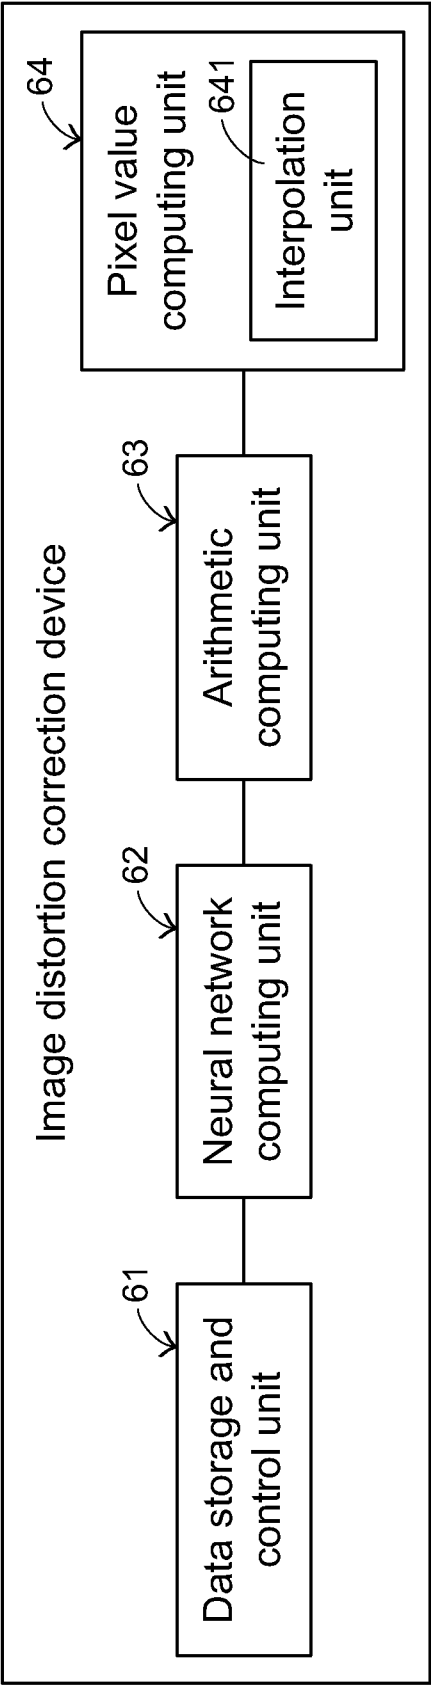 Image distortion correction device
61
Data storage and
control unit
62
Neural network
computing unit
63
Arithmetic
computing unit
64
Pixel value
computing unit
641
Interpolation
unit